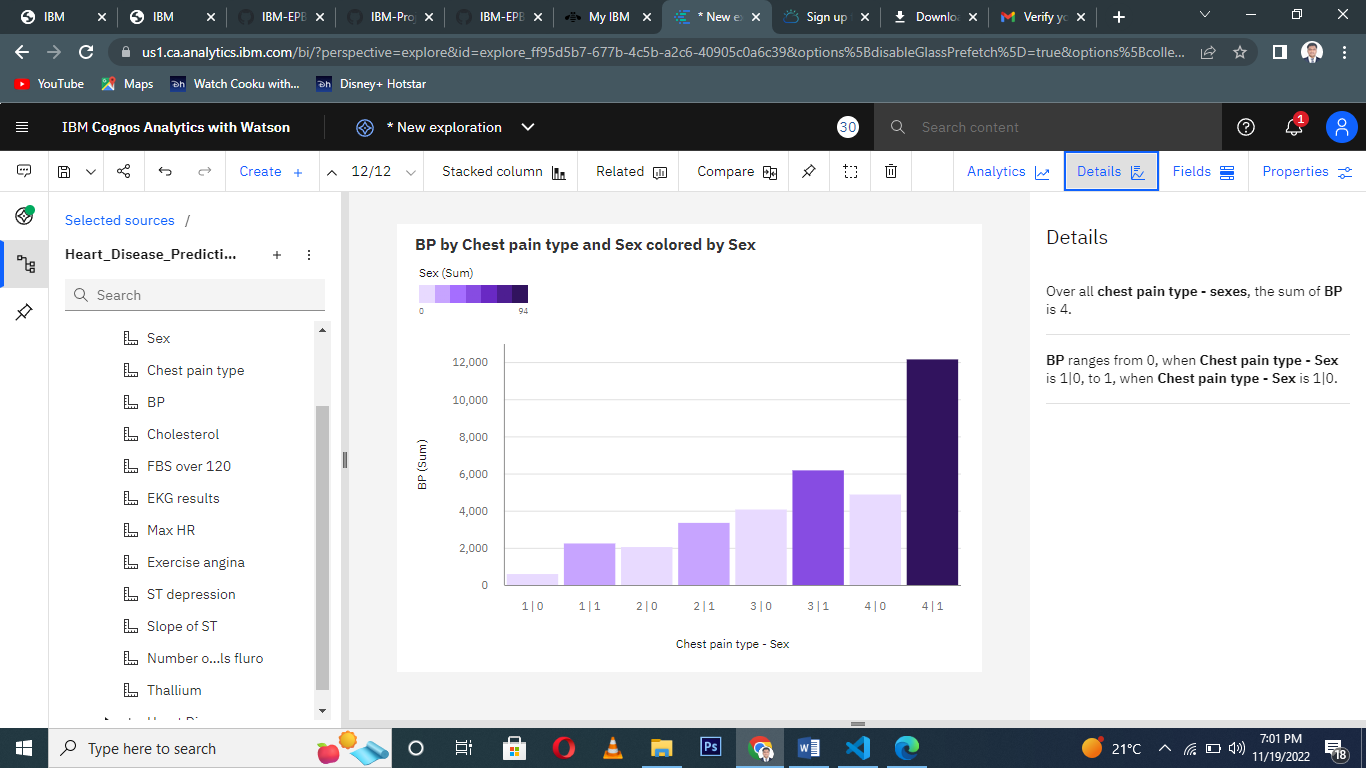 IBM
IBM
IBM-EPB
IBM-Proj
IBM-EPB
My IBM
* New ex
Sign up f
Downloa
Verify yo
us1.ca.analytics.ibm.com/bi/?perspective=explore&id=explore_ff95d5b7-677b-4c5b-a2c6-40905c0a6c39&options%5BdisableGlassPrefetch%5D=true&options%5Bcolle...
YouTube
Maps
Watch Cooku with...
Disney+ Hotstar
IBM Cognos Analytics with Watson
* New exploration
30
Search content
1
Create +
12/12
Stacked column
Related
Compare
Analytics
Details
Fields
Properties
Selected sources /
Heart_Disease_Predicti...
Search
Sex
Chest pain type
BP
Cholesterol
FBS over 120
EKG results
Max HR
Exercise angina
ST depression
Slope of ST
Number o...ls fluro
Thallium
BP by Chest pain type and Sex colored by Sex
Sex (Sum)
0 94
BP (Sum)
12,000
10,000
8,000
6,000
4,000
2,000
0
1|0 1|1 2|0 2|1 3|0 3|1 4|0 4|1
Chest pain type - Sex
Details
Over all chest pain type - sexes, the sum of BP
is 4.
BP ranges from 0, when Chest pain type - Sex
is 1|0, to 1, when Chest pain type - Sex is 1|0.
Type here to search
Ps
21°C
7:01 PM
11/19/2022
18